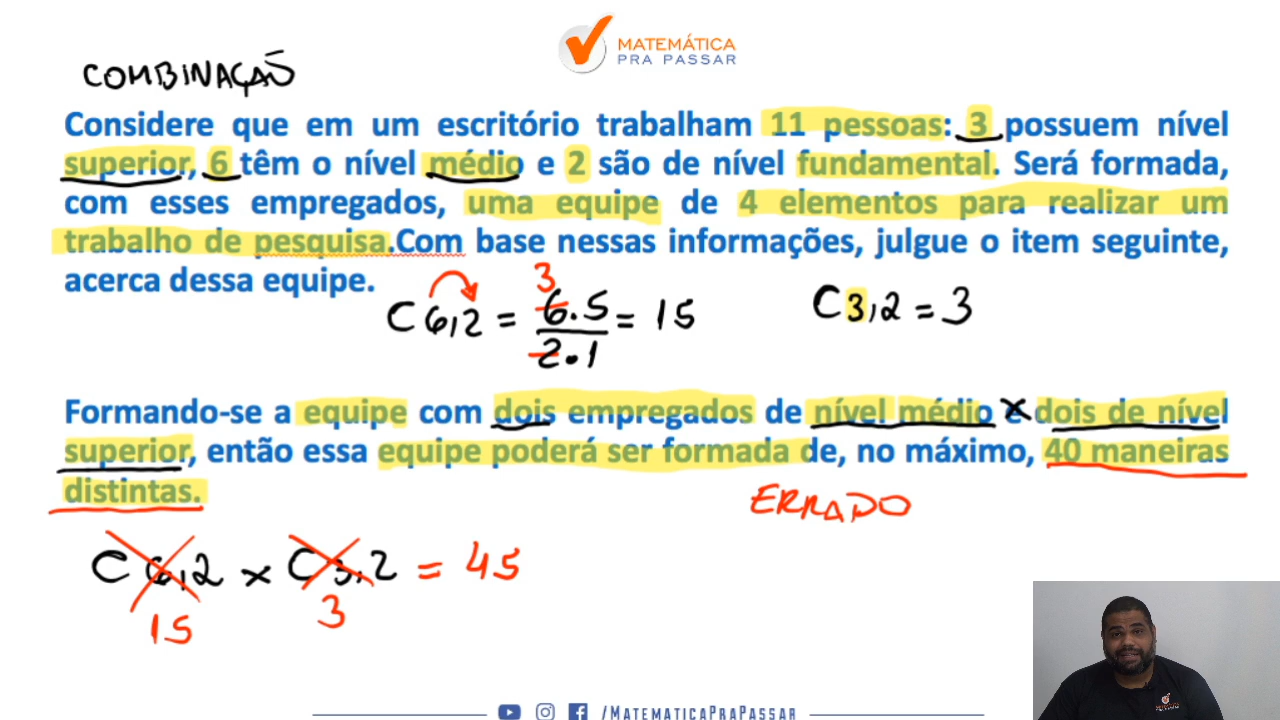 MATEMÁTICA
PRA PASSAR
COMBINAÇÃO
Considere que em um escritório trabalham 11 pessoas: 3 possuem nível
superior, 6 têm o nível médio e 2 são de nível fundamental. Será formada,
com esses empregados, uma equipe de 4 elementos para realizar um
trabalho de pesquisa.Com base nessas informações, julgue o item seguinte,
acerca dessa equipe.
3
C 6,2 = 6.5 / 2.1 = 15
C 3,2 = 3
Formando-se a equipe com dois empregados de nível médio e x dois de nível
superior, então essa equipe poderá ser formada de, no máximo, 40 maneiras
distintas.
ERRADO
C 6,2 x C 3,2 = 45
15 3
/MATEMATICAPRAPASSAR